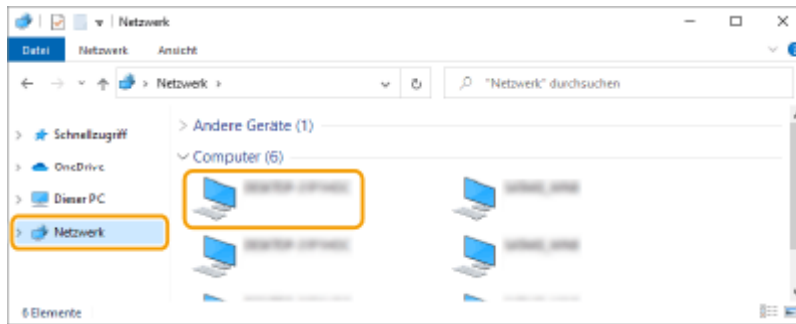 Netzwerk
Datei Netzwerk Ansicht
Netzwerk "Netzwerk" durchsuchen
Schnellzugriff
OneDrive
Dieser PC
Netzwerk
Andere Geräte (1)
Computer (6)
6 Elemente